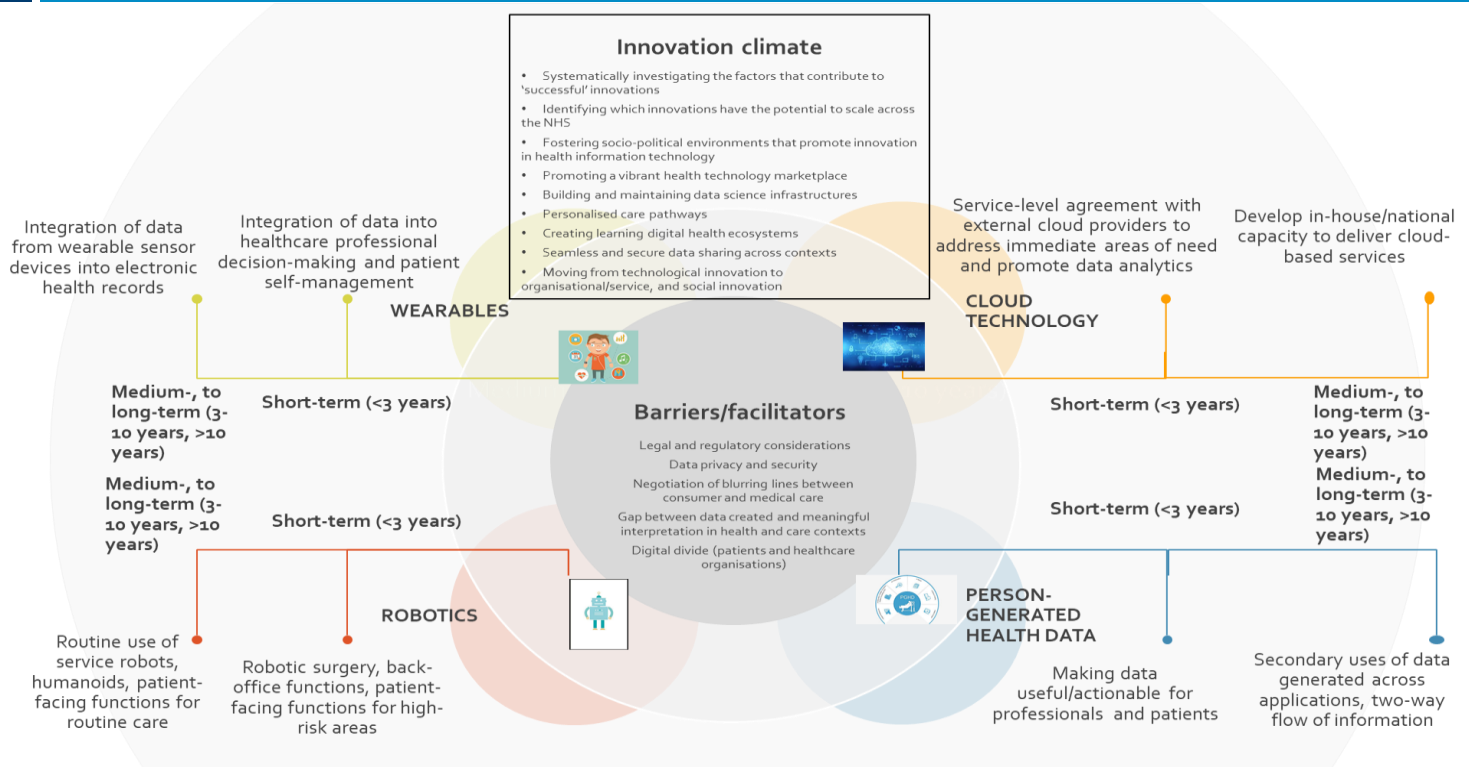 Innovation climate
• Systematically investigating the factors that contribute to
'successful' innovations
• Identifying which innovations have the potential to scale across
the NHS
• Fostering socio-political environments that promote innovation
in health information technology
• Promoting a vibrant health technology marketplace
• Building and maintaining data science infrastructures
• Personalised care pathways
• Creating learning digital health ecosystems
• Seamless and secure data sharing across contexts
• Moving from technological innovation to
organisational/service, and social innovation
Integration of data
from wearable sensor
devices into electronic
health records
Integration of data into
healthcare professional
decision-making and patient
self-management
WEARABLES
Medium-, to
long-term (3-
10 years, >10
years)
Short-term (<3 years)
Service-level agreement with
external cloud providers to
address immediate areas of need
and promote data analytics
Develop in-house/national
capacity to deliver cloud-
based services
CLOUD
TECHNOLOGY
Short-term (<3 years)
Medium-, to
long-term (3-
10 years, >10
years)
Barriers/facilitators
Legal and regulatory considerations
Data privacy and security
Negotiation of blurring lines between
consumer and medical care
Gap between data created and meaningful
interpretation in health and care contexts
Digital divide (patients and healthcare
organisations)
Medium-, to
long-term (3-
10 years, >10
years)
Short-term (<3 years)
ROBOTICS
Routine use of
service robots,
humanoids, patient-
facing functions for
routine care
Robotic surgery, back-
office functions, patient-
facing functions for high-
risk areas
Short-term (<3 years)
Medium-, to
long-term (3-
10 years, >10
years)
PERSON-
GENERATED
HEALTH DATA
PGHD
Making data
useful/actionable for
professionals and patients
Secondary uses of data
generated across
applications, two-way
flow of information